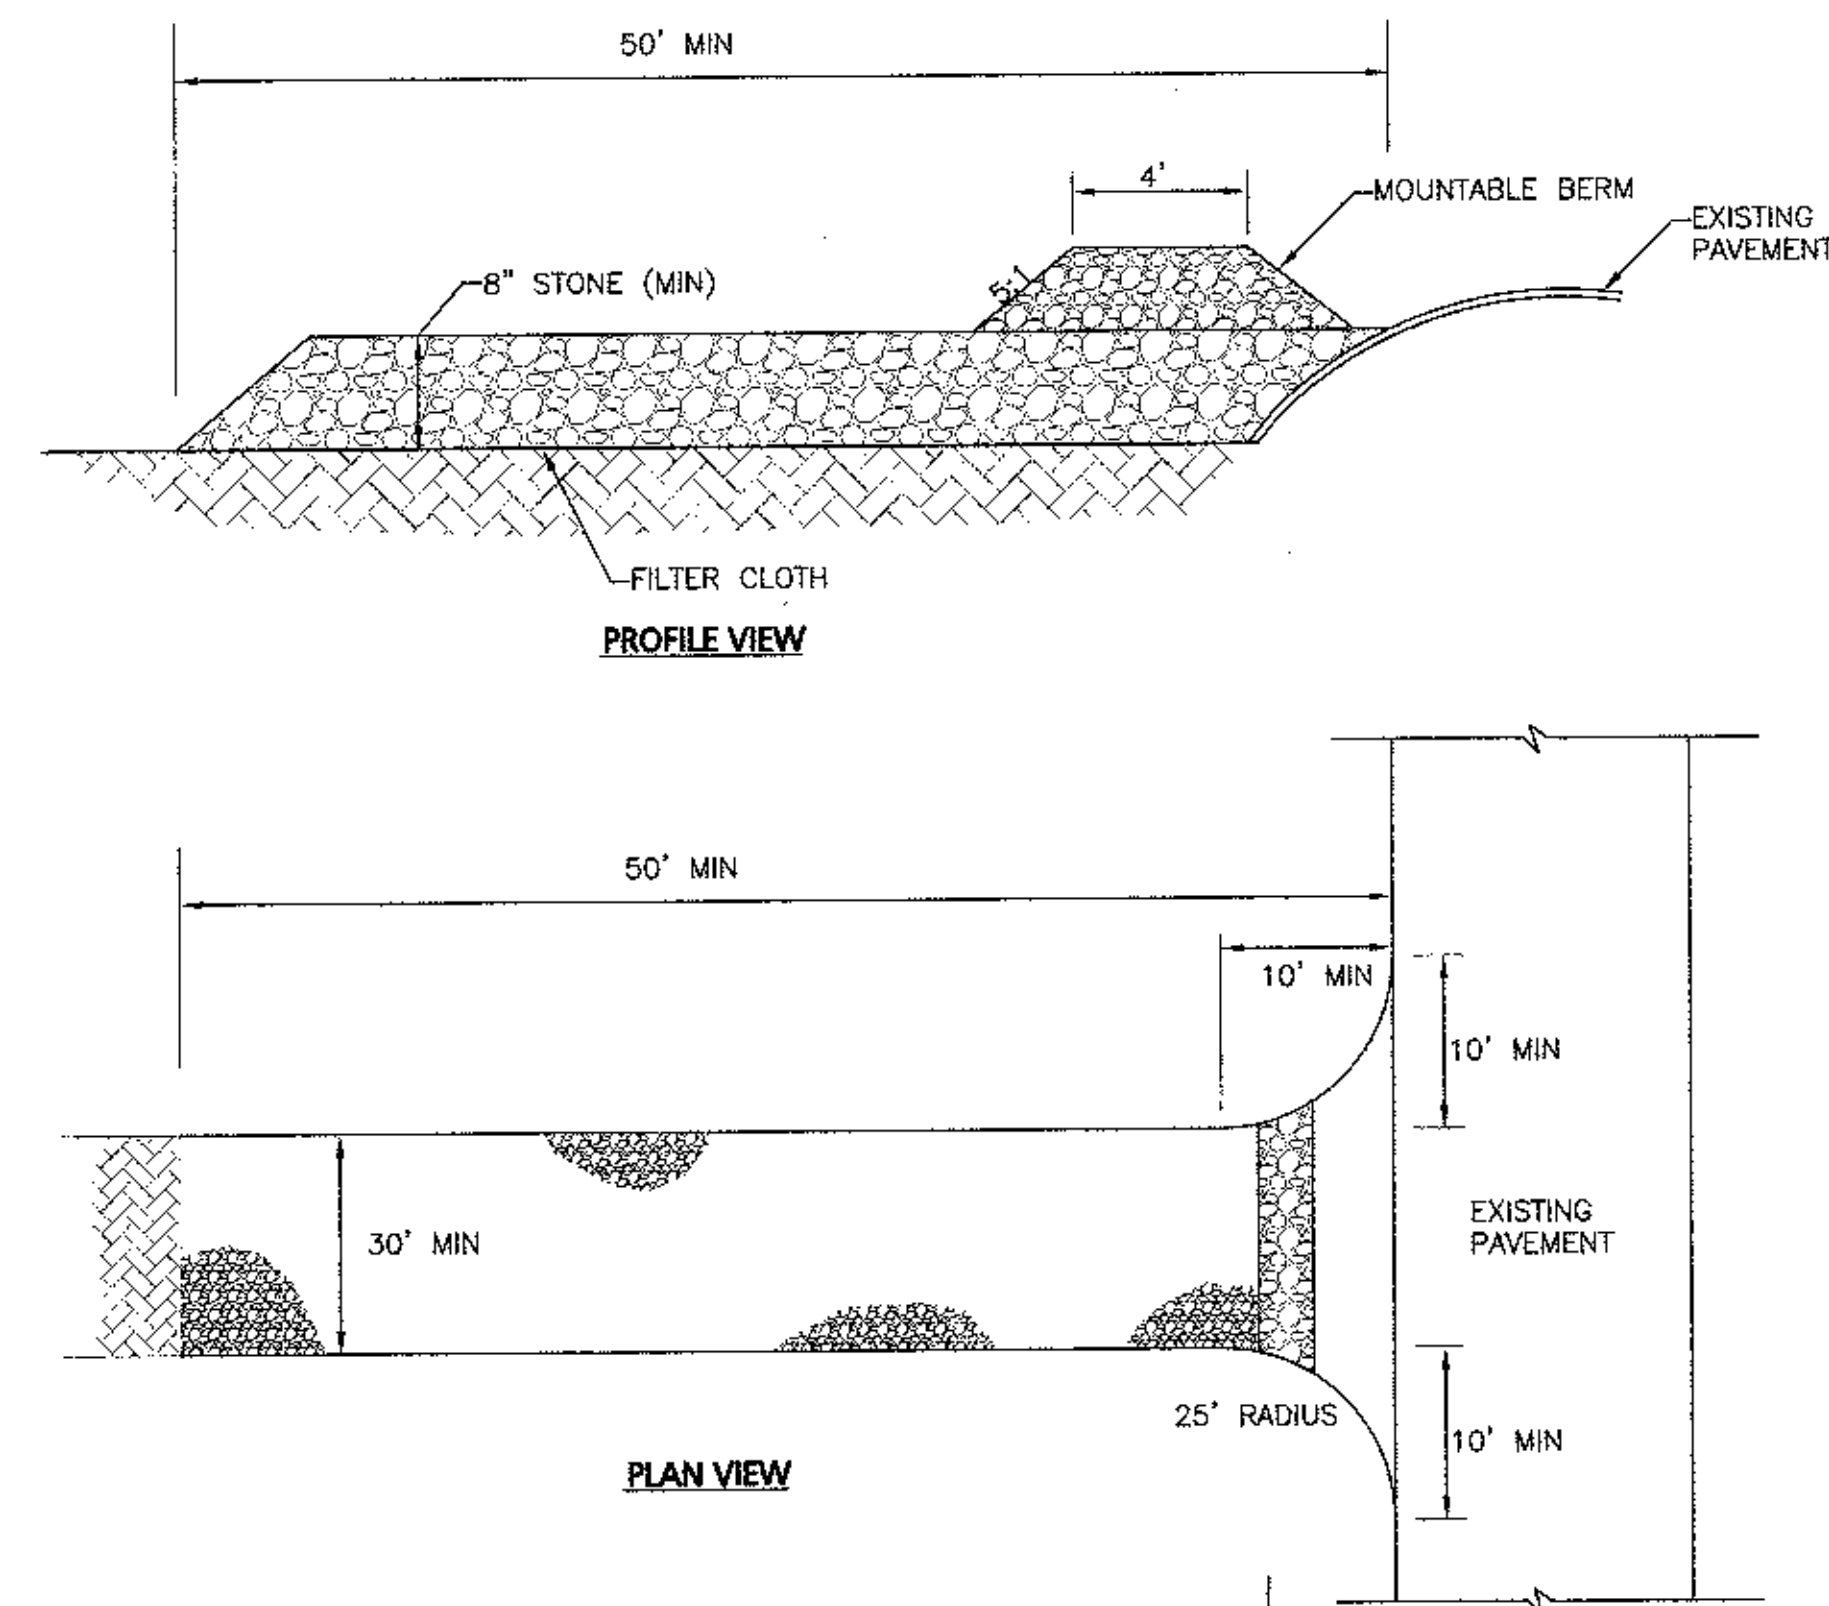 50' MIN
4'
MOUNTABLE BERM
EXISTING
PAVEMENT
8" STONE (MIN)
5:1
FILTER CLOTH
PROFILE VIEW
50' MIN
10' MIN
10' MIN
30' MIN
EXISTING
PAVEMENT
25' RADIUS
10' MIN
PLAN VIEW